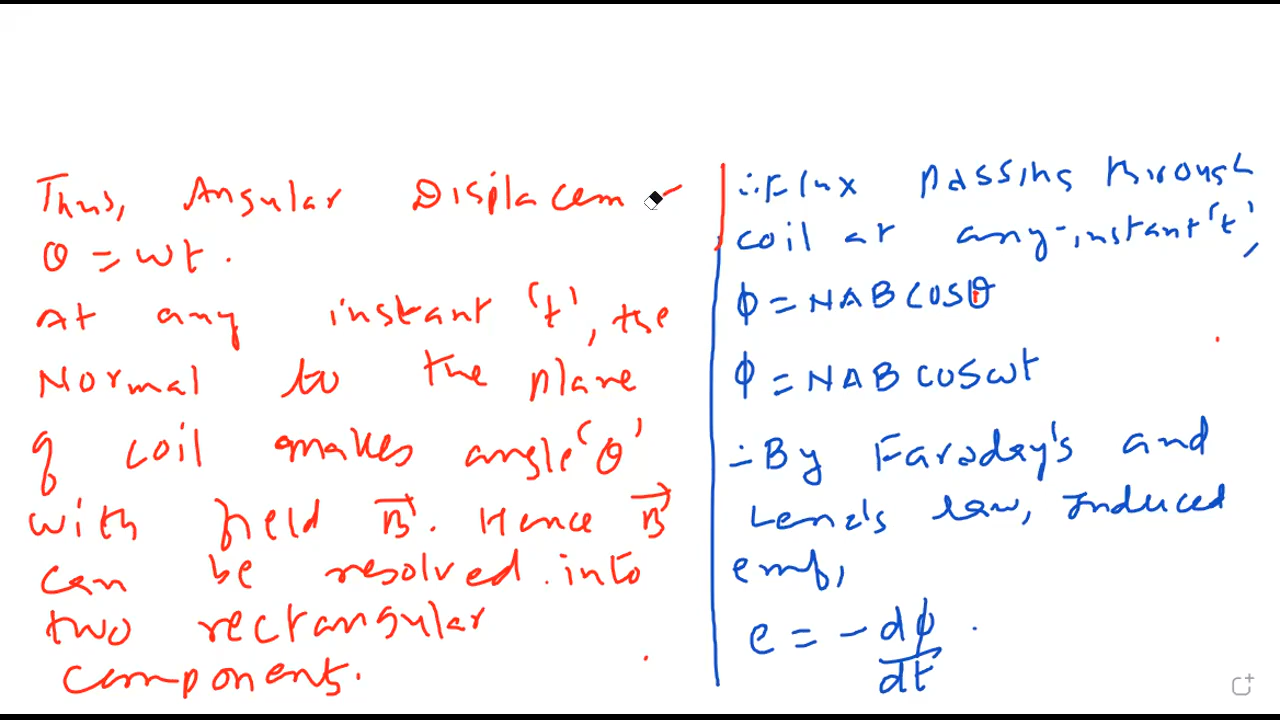 Thus, Angular Displacem
θ = ωt.
At any instant 't', the
Normal to the plane
of coil makes angle 'θ'
with field B⃗. Hence B⃗
can be resolved into
two rectangular
components.
∴ Flux passing through
coil at any-instant 't',
ϕ = NAB cosθ
ϕ = NAB cosωt
∴ By Faraday's and
Lenz's law, Induced
emf,
e = -dϕ/dt.